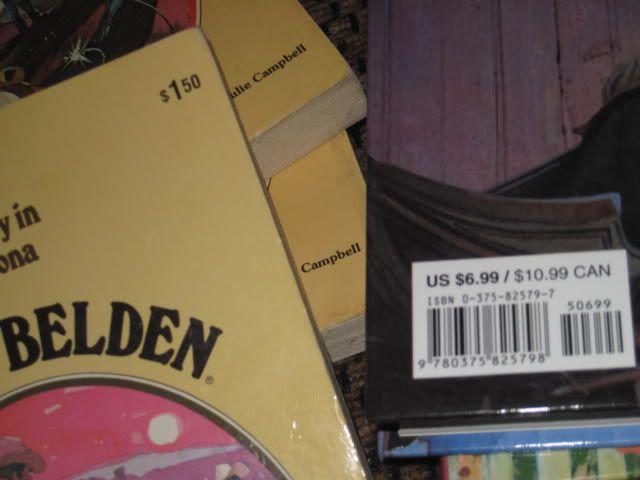 $1.50
ulie Campbell
y in
ona
BELDEN®
Campbell
US $6.99 / $10.99 CAN
ISBN 0-375-82579-7
50699
9 780375 825798